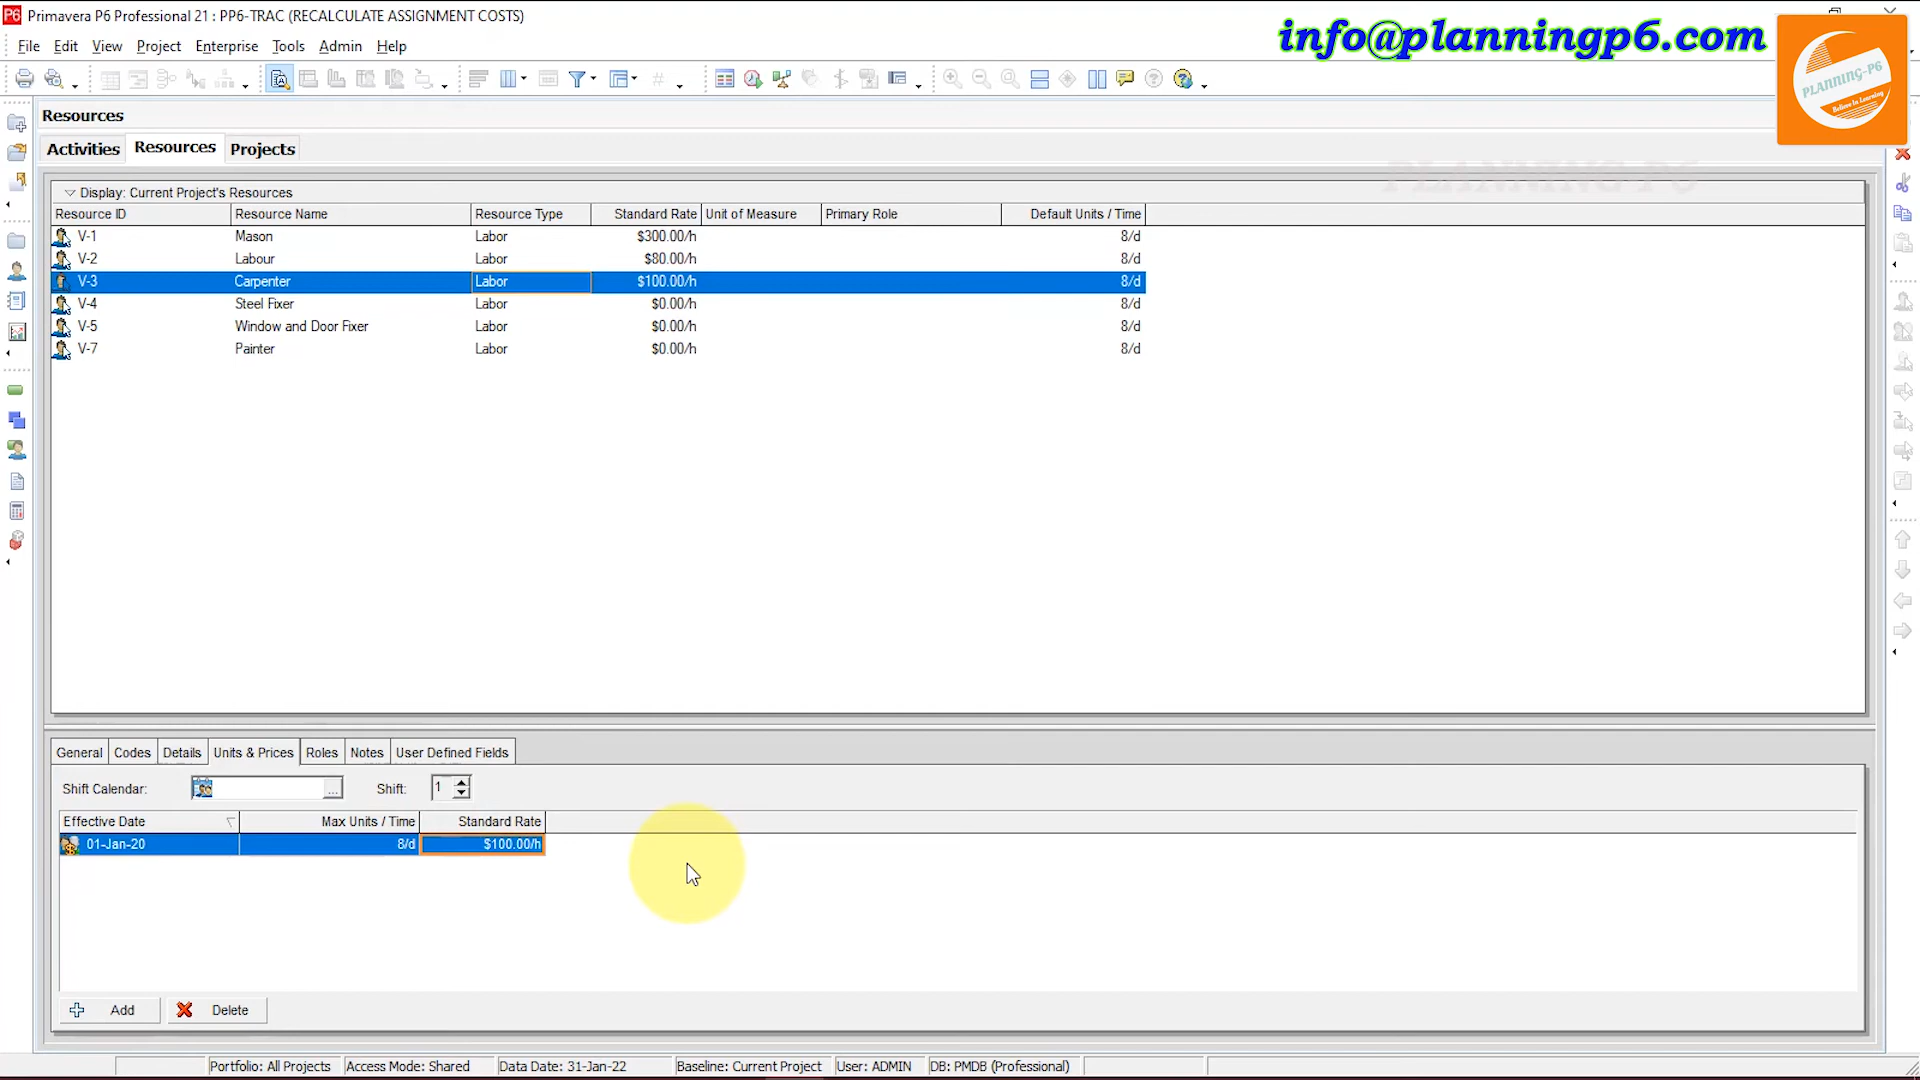 Primavera P6 Professional 21 : PP6-TRAC (RECALCULATE ASSIGNMENT COSTS)
info@planningp6.com
File Edit View Project Enterprise Tools Admin Help
PLANNING-P6
Believe In Learning
Resources
Activities Resources Projects
PLANNING-P6
Display: Current Project's Resources
Resource ID Resource Name Resource Type Standard Rate Unit of Measure Primary Role Default Units / Time
V-1 Mason Labor $300.00/h 8/d
V-2 Labour Labor $80.00/h 8/d
V-3 Carpenter Labor $100.00/h 8/d
V-4 Steel Fixer Labor $0.00/h 8/d
V-5 Window and Door Fixer Labor $0.00/h 8/d
V-7 Painter Labor $0.00/h 8/d
General Codes Details Units & Prices Roles Notes User Defined Fields
Shift Calendar: ... Shift: 1
Effective Date Max Units / Time Standard Rate
01-Jan-20 8/d $100.00/h
Add Delete
Portfolio: All Projects Access Mode: Shared Data Date: 31-Jan-22 Baseline: Current Project User: ADMIN DB: PMDB (Professional)